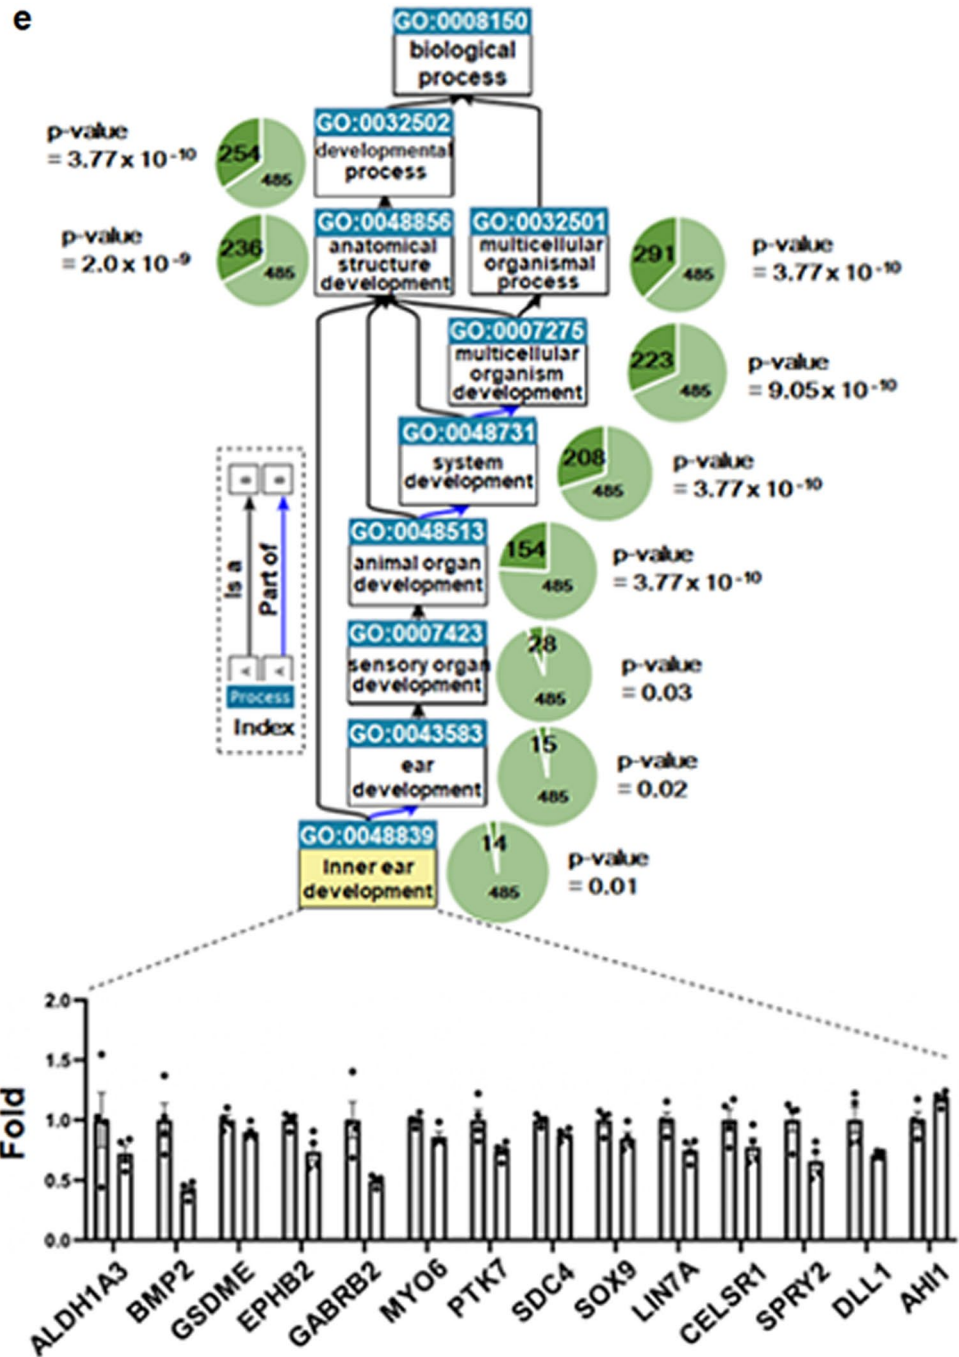 e
GO:0008150
biological
process
GO:0032502
developmental
process
p-value
= 3.77 x 10 -10
254
485
GO:0048856
anatomical
structure
development
p-value
= 2.0 x 10 -9
236
485
GO:0032501
multicellular
organismal
process
291
485
p-value
= 3.77 x 10 -10
GO:0007275
multicellular
organism
development
223
485
p-value
= 9.05 x 10 -10
GO:0048731
system
development
208
485
p-value
= 3.77 x 10 -10
GO:0048513
animal organ
development
154
485
p-value
= 3.77 x 10 -10
GO:0007423
sensory organ
development
28
485
p-value
= 0.03
GO:0043583
ear
development
15
485
p-value
= 0.02
GO:0048839
Inner ear
development
14
485
p-value
= 0.01
B
B
Is a
Part of
A
A
Process
Index
Fold
2.0
1.5
1.0
0.5
0.0
ALDH1A3
BMP2
GSDME
EPHB2
GABRB2
MYO6
PTK7
SDC4
SOX9
LIN7A
CELSR1
SPRY2
DLL1
AHI1